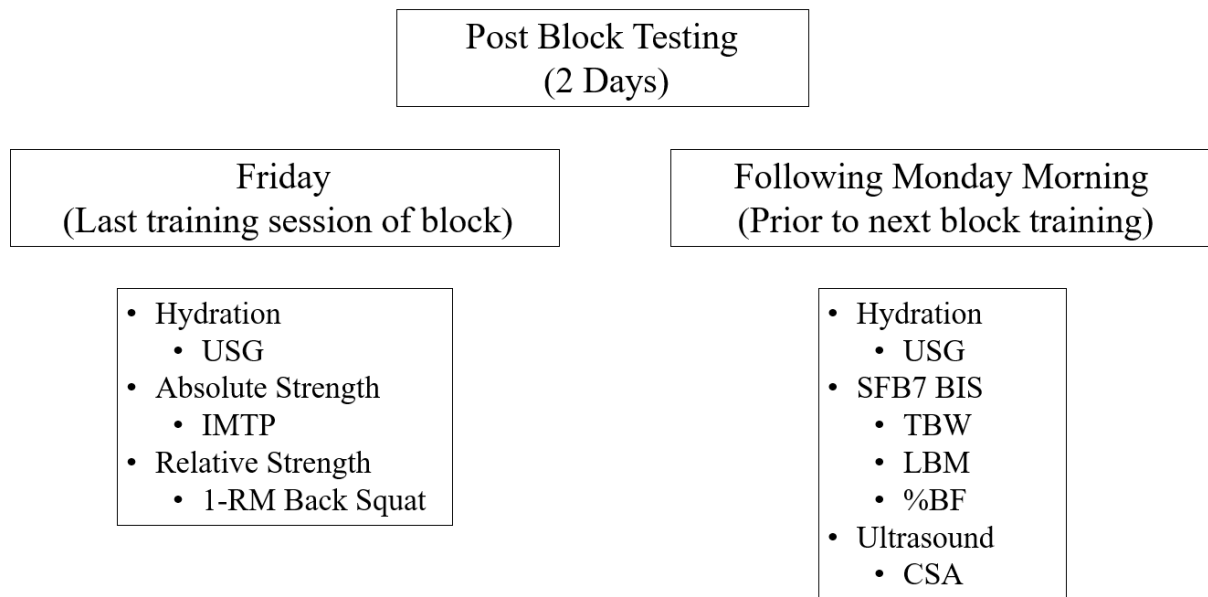 Post Block Testing
(2 Days)
Friday
(Last training session of block)
• Hydration
• USG
• Absolute Strength
• IMTP
• Relative Strength
• 1-RM Back Squat
Following Monday Morning
(Prior to next block training)
• Hydration
• USG
• SFB7 BIS
• TBW
• LBM
• %BF
• Ultrasound
• CSA